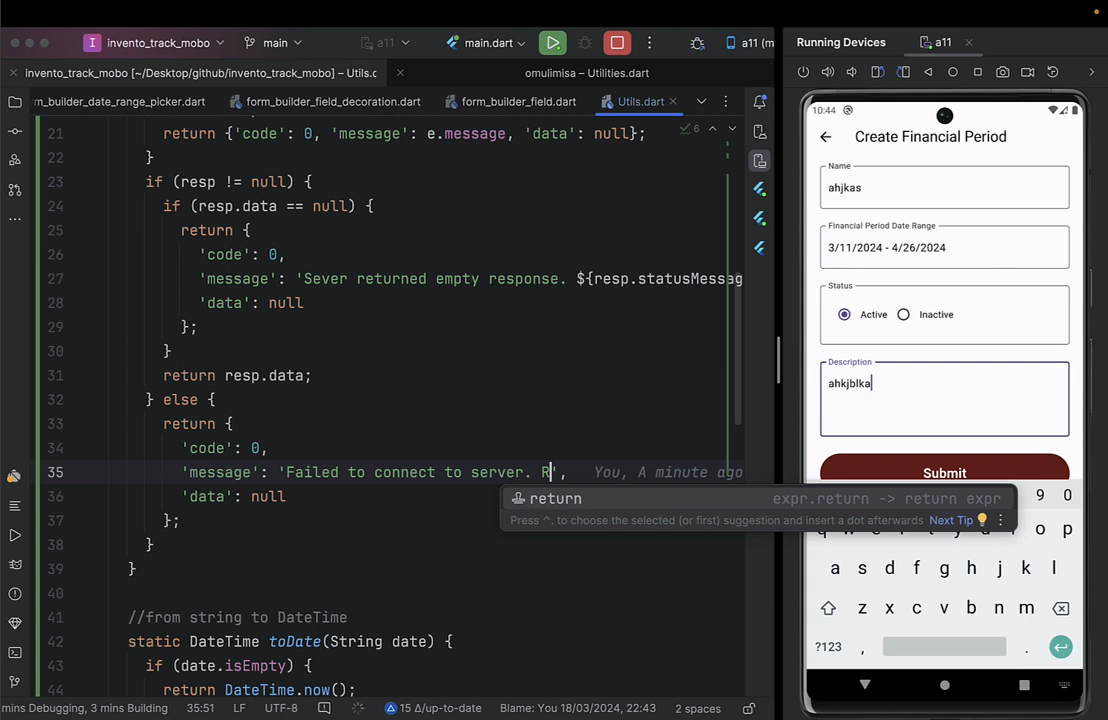 invento_track_mobo
main
a11
main.dart
a11 (m
Running Devices
a11
invento_track_mobo [~/Desktop/github/invento_track_mobo] – Utils.c
omulimisa – Utilities.dart
m_builder_date_range_picker.dart
form_builder_field_decoration.dart
form_builder_field.dart
Utils.dart
6
21 return {'code': 0, 'message': e.message, 'data': null};
22 }
23 if (resp != null) {
24 if (resp.data == null) {
25 return {
26 'code': 0,
27 'message': 'Sever returned empty response. ${resp.statusMessag
28 'data': null
29 };
30 }
31 return resp.data;
32 } else {
33 return {
34 'code': 0,
35 'message': 'Failed to connect to server. R', You, A minute ago
36 'data': null
37 };
38 }
39 }
40
41 //from string to DateTime
42 static DateTime toDate(String date) {
43 if (date.isEmpty) {
44 return DateTime.now();
return expr.return -> return expr
Press ^. to choose the selected (or first) suggestion and insert a dot afterwards Next Tip
mins Debugging, 3 mins Building
35:51
LF
UTF-8
15 Δ/up-to-date
Blame: You 18/03/2024, 22:43
2 spaces
10:44
Create Financial Period
Name
ahjkas
Financial Period Date Range
3/11/2024 - 4/26/2024
Status
Active
Inactive
Description
ahkjblka
Submit
9 0
o p
a s d f g h j k l
z x c v b n m
?123 , .